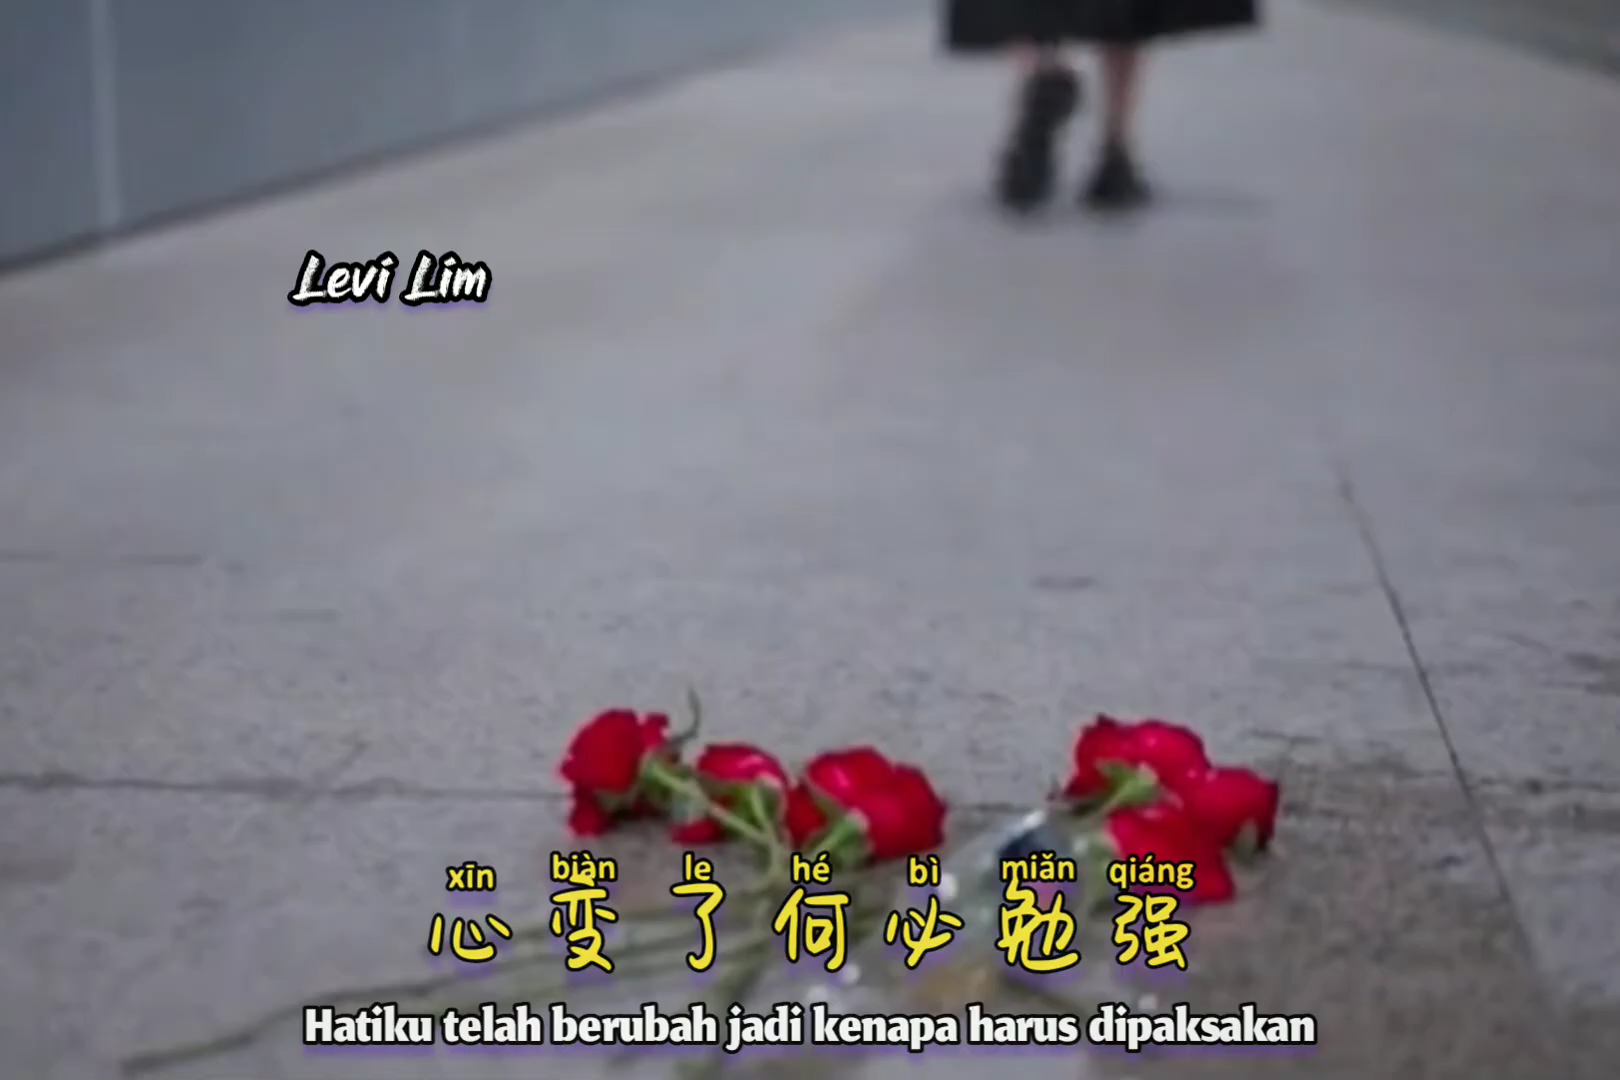 Levi Lim
xīn biàn le hé bì miǎn qiáng
心变了何必勉强
Hatiku telah berubah jadi kenapa harus dipaksakan